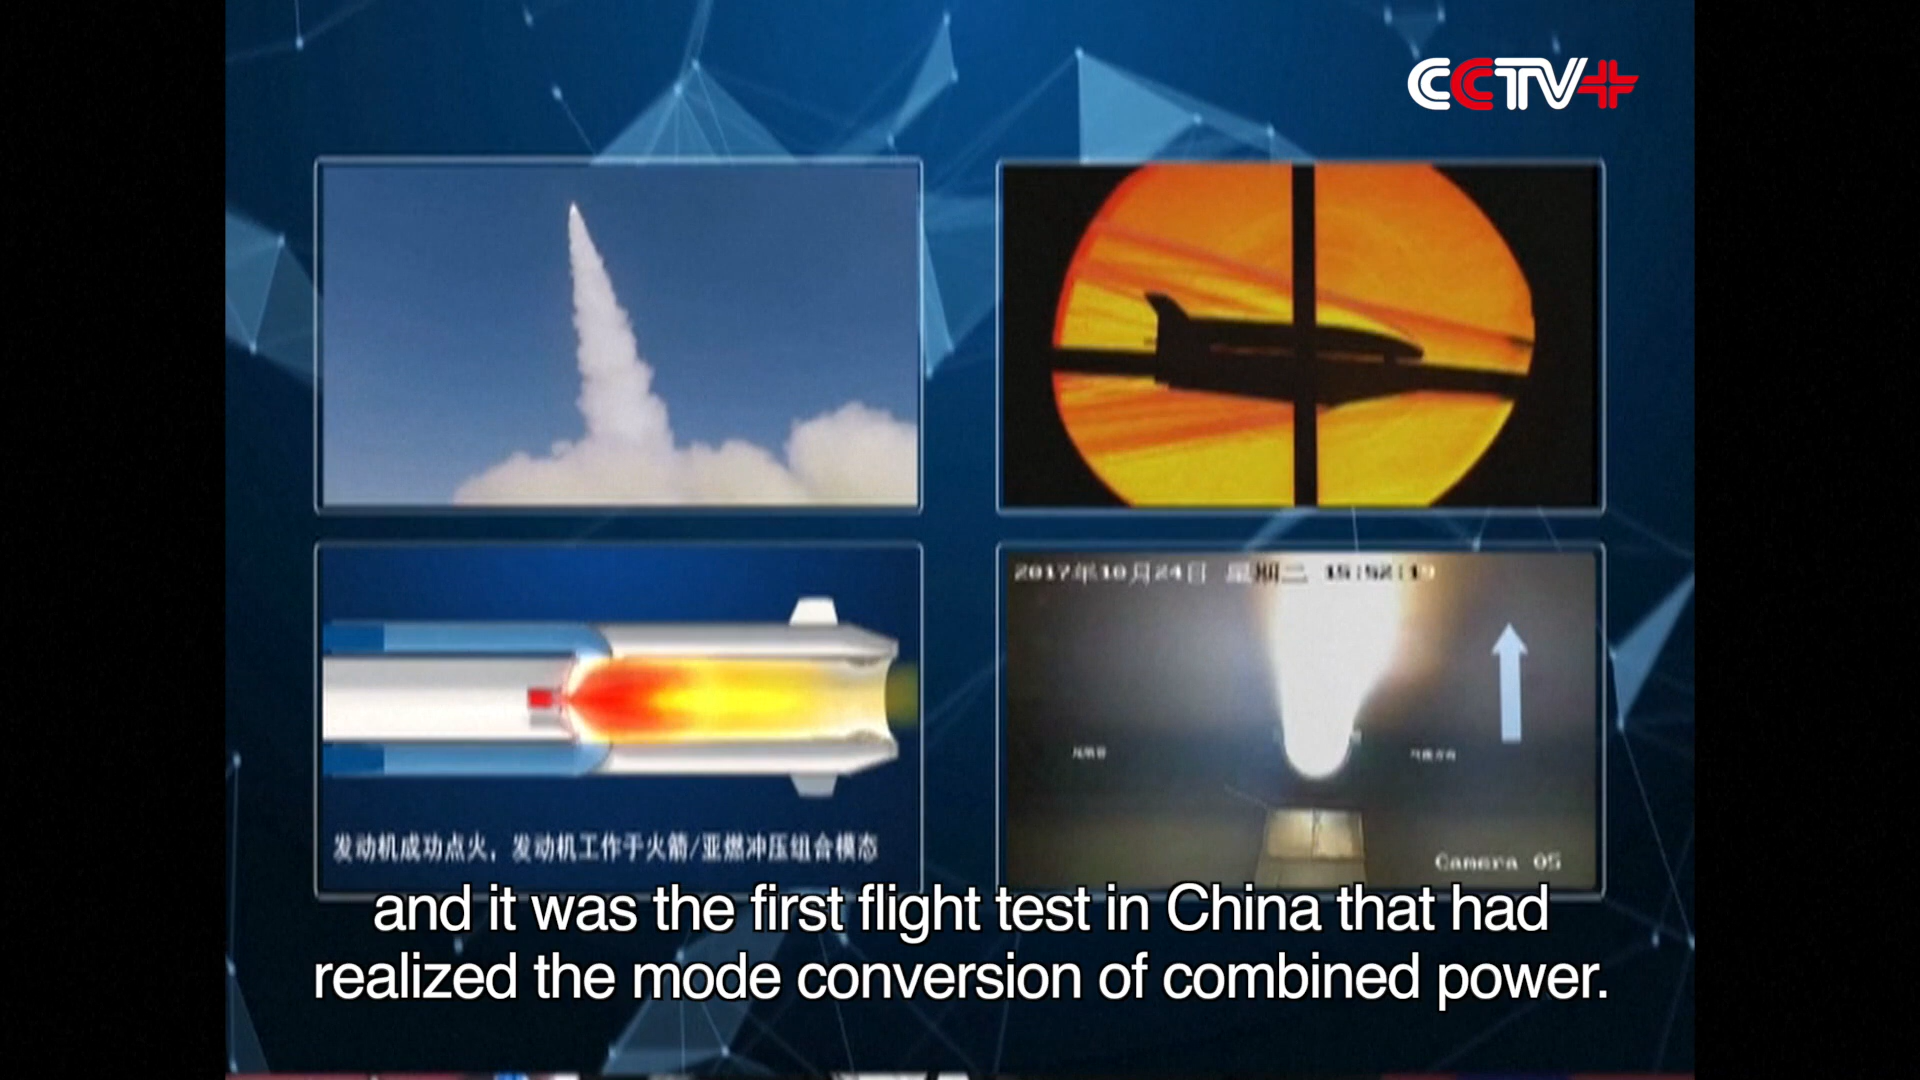 CCTV+
2017年10月24日 星期二 15:52:19
发动机成功点火，发动机工作于火箭/亚燃冲压组合模态
Camera 05
and it was the first flight test in China that had
realized the mode conversion of combined power.